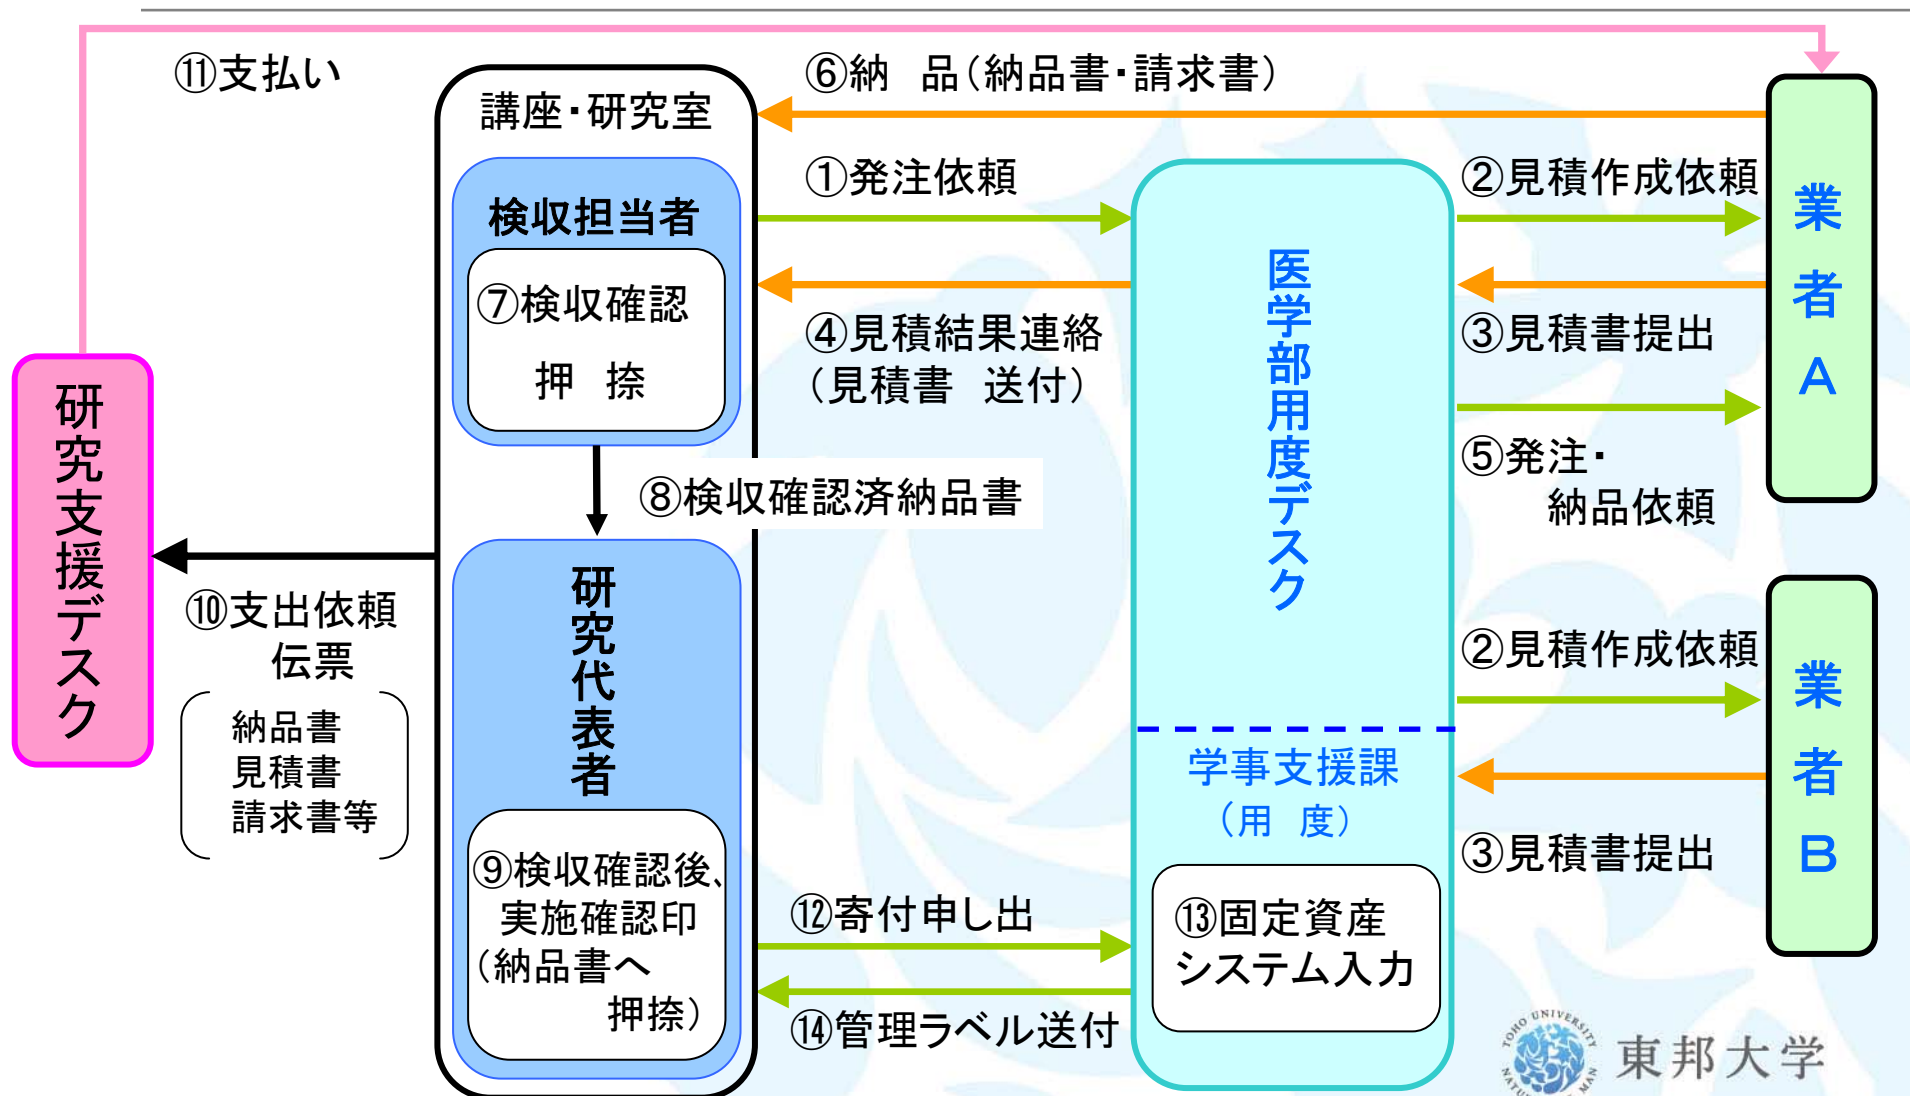 ⑪支払い
⑥納　品（納品書・請求書）
講座・研究室
①発注依頼
②見積作成依頼
検収担当者
⑦検収確認
押　捺
④見積結果連絡
（見積書　送付）
③見積書提出
⑤発注・
納品依頼
業者A
医学部用度デスク
⑧検収確認済納品書
研究支援デスク
⑩支出依頼
伝票
納品書
見積書
請求書等
研究代表者
⑨検収確認後、
実施確認印
（納品書へ
押捺）
②見積作成依頼
③見積書提出
業者B
学事支援課
（用　度）
⑫寄付申し出
⑬固定資産
システム入力
⑭管理ラベル送付
TOHO UNIVERSITY
東邦大学